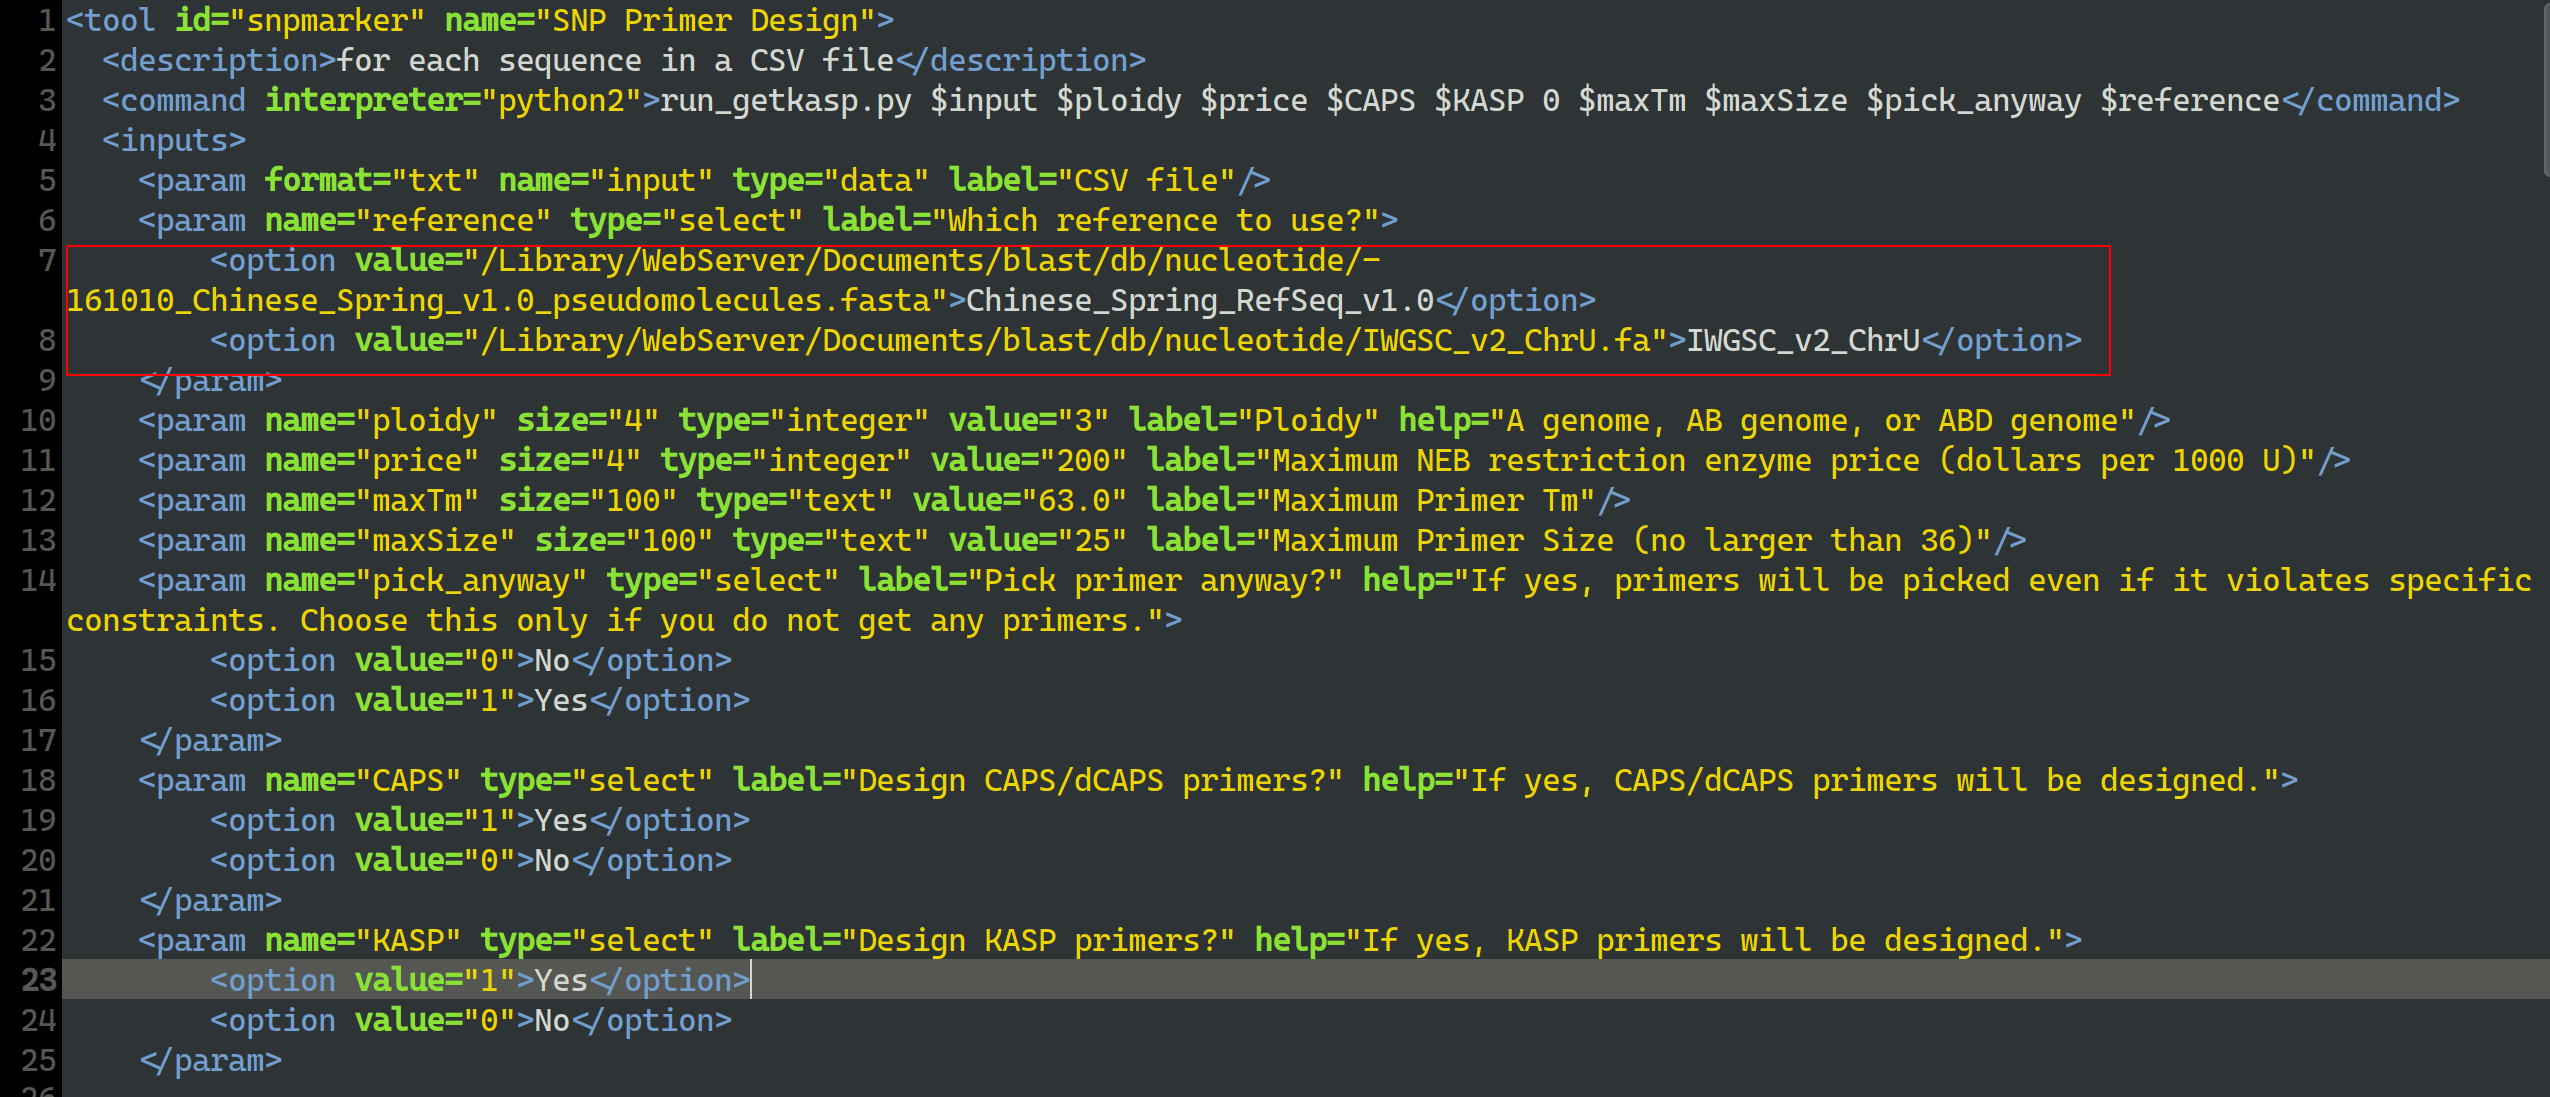 1 <tool id="snpmarker" name="SNP Primer Design">
2 <description>for each sequence in a CSV file</description>
3 <command interpreter="python2">run_getkasp.py $input $ploidy $price $CAPS $KASP 0 $maxTm $maxSize $pick_anyway $reference</command>
4 <inputs>
5 <param format="txt" name="input" type="data" label="CSV file"/>
6 <param name="reference" type="select" label="Which reference to use?">
7 <option value="/Library/WebServer/Documents/blast/db/nucleotide/-
161010_Chinese_Spring_v1.0_pseudomolecules.fasta">Chinese_Spring_RefSeq_v1.0</option>
8 <option value="/Library/WebServer/Documents/blast/db/nucleotide/IWGSC_v2_ChrU.fa">IWGSC_v2_ChrU</option>
9 </param>
10 <param name="ploidy" size="4" type="integer" value="3" label="Ploidy" help="A genome, AB genome, or ABD genome"/>
11 <param name="price" size="4" type="integer" value="200" label="Maximum NEB restriction enzyme price (dollars per 1000 U)"/>
12 <param name="maxTm" size="100" type="text" value="63.0" label="Maximum Primer Tm"/>
13 <param name="maxSize" size="100" type="text" value="25" label="Maximum Primer Size (no larger than 36)"/>
14 <param name="pick_anyway" type="select" label="Pick primer anyway?" help="If yes, primers will be picked even if it violates specific
constraints. Choose this only if you do not get any primers.">
15 <option value="0">No</option>
16 <option value="1">Yes</option>
17 </param>
18 <param name="CAPS" type="select" label="Design CAPS/dCAPS primers?" help="If yes, CAPS/dCAPS primers will be designed.">
19 <option value="1">Yes</option>
20 <option value="0">No</option>
21 </param>
22 <param name="KASP" type="select" label="Design KASP primers?" help="If yes, KASP primers will be designed.">
23 <option value="1">Yes</option>
24 <option value="0">No</option>
25 </param>
26